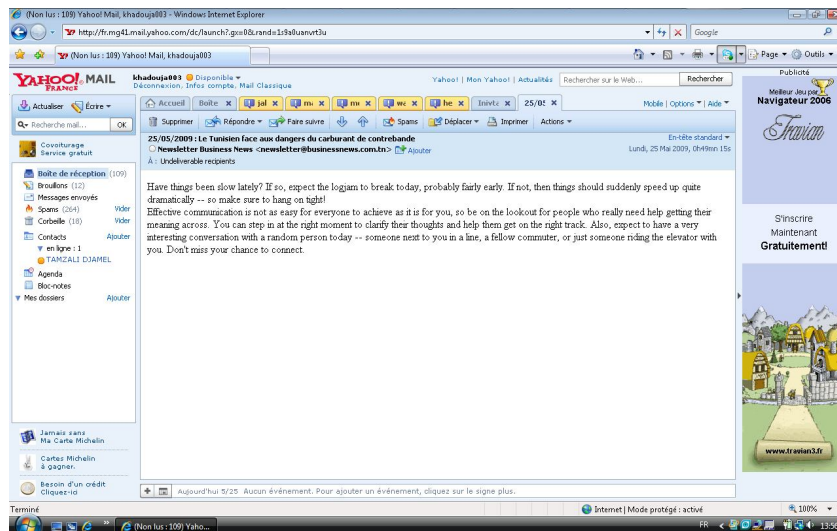 (Non lus : 109) Yahoo! Mail, khadouja003 - Windows Internet Explorer
http://fr.mg41.mail.yahoo.com/dc/launch?.gx=0&.rand=1s9a0uanvrt3u
Google
(Non lus : 109) Yahoo! Mail, khadouja003
Page
Outils
YAHOO! MAIL
FRANCE
khadouja003 Disponible
Déconnexion, Infos compte, Mail Classique
Yahoo! | Mon Yahoo! | Actualités
Rechercher sur le Web...
Rechercher
Actualiser
Écrire
Accueil
Boîte
jal
he
25/0
Mobile | Options | Aide
Recherche mail...
OK
Supprimer
Répondre
Faire suivre
Spams
Déplacer
Imprimer
Actions
Covoiturage
Service gratuit
25/05/2009 : Le Tunisien face aux dangers du carburant de contrebande
En-tête standard
Newsletter Business News <newsletter@businessnews.com.tn> Ajouter
Lundi, 25 Mai 2009, 0h49mn 15s
À : Undeliverable recipients
Boîte de réception (109)
Brouillons (12)
Messages envoyés
Spams (264) Vider
Corbeille (18) Vider
Contacts Ajouter
en ligne : 1
TAMZALI DJAMEL
Agenda
Bloc-notes
Mes dossiers Ajouter
Have things been slow lately? If so, expect the logjam to break today, probably fairly early. If not, then things should suddenly speed up quite
dramatically -- so make sure to hang on tight!
Effective communication is not as easy for everyone to achieve as it is for you, so be on the lookout for people who really need help getting their
meaning across. You can step in at the right moment to clarify their thoughts and help them get on the right track. Also, expect to have a very
interesting conversation with a random person today -- someone next to you in a line, a fellow commuter, or just someone riding the elevator with
you. Don't miss your chance to connect.
Jamais sans
Ma Carte Michelin
Cartes Michelin
à gagner.
Besoin d'un crédit
Cliquez-ici
Aujourd'hui 5/25 Aucun événement. Pour ajouter un événement, cliquez sur le signe plus.
Publicité
Meilleur Jeu par
Navigateur 2006
Travian
S'inscrire
Maintenant
Gratuitement!
www.travian3.fr
Terminé
Internet | Mode protégé : activé
100%
(Non lus : 109) Yaho...
FR
13:56